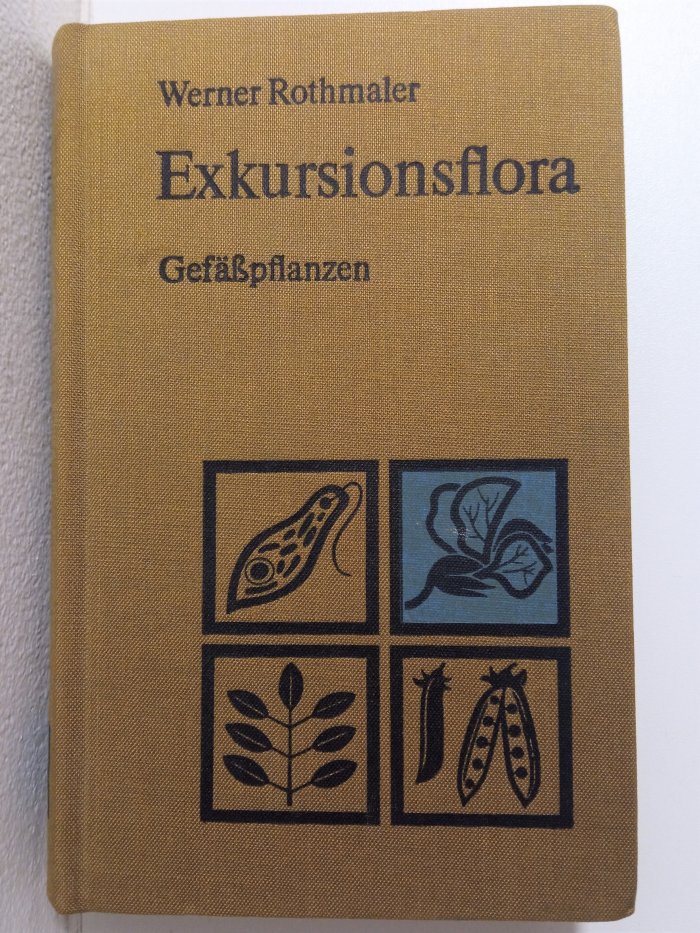 Werner Rothmaler
Exkursionsflora
Gefäßpflanzen